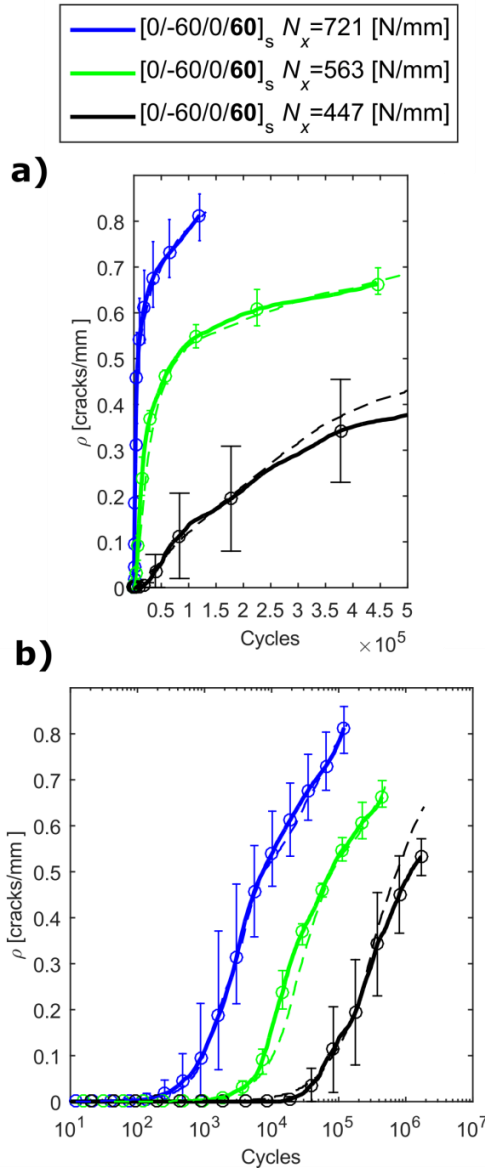 [0/-60/0/60]s Nx=721 [N/mm]
[0/-60/0/60]s Nx=563 [N/mm]
[0/-60/0/60]s Nx=447 [N/mm]
a)
0.8
0.7
0.6
0.5
0.4
0.3
0.2
0.1
0
ρ [cracks/mm]
0.5 1 1.5 2 2.5 3 3.5 4 4.5 5
Cycles
× 10^5
b)
0.8
0.7
0.6
0.5
0.4
0.3
0.2
0.1
0
ρ [cracks/mm]
10^1 10^2 10^3 10^4 10^5 10^6 10^7
Cycles